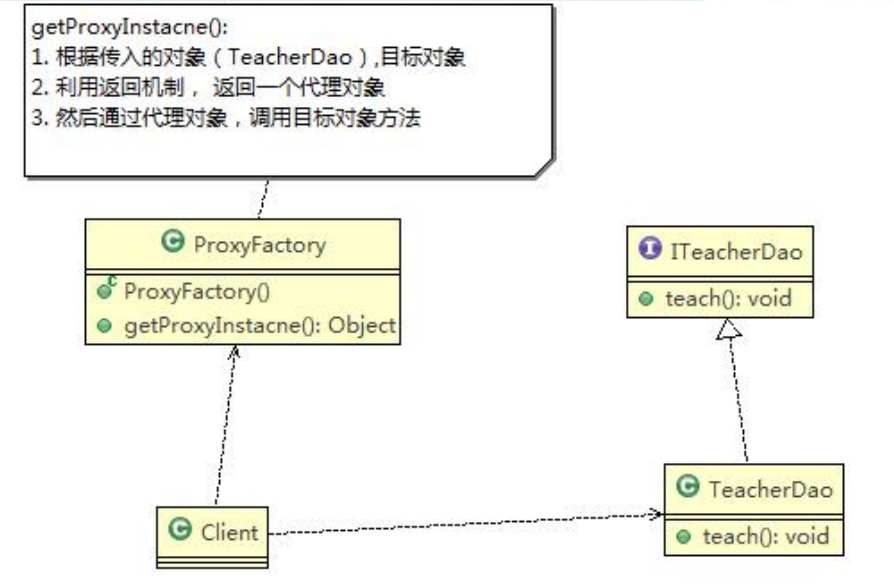 getProxyInstacne():
1. 根据传入的对象（TeacherDao）,目标对象
2. 利用返回机制， 返回一个代理对象
3. 然后通过代理对象，调用目标对象方法
C ProxyFactory
C ProxyFactory()
getProxyInstacne(): Object
I ITeacherDao
teach(): void
C TeacherDao
teach(): void
C Client